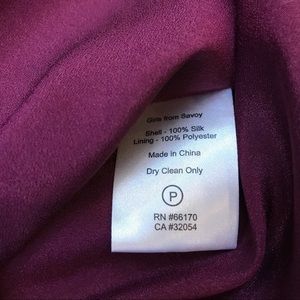 Girls from Savoy
Shell - 100% Silk
Lining - 100% Polyester
Made in China
Dry Clean Only
P
RN #66170
CA #32054